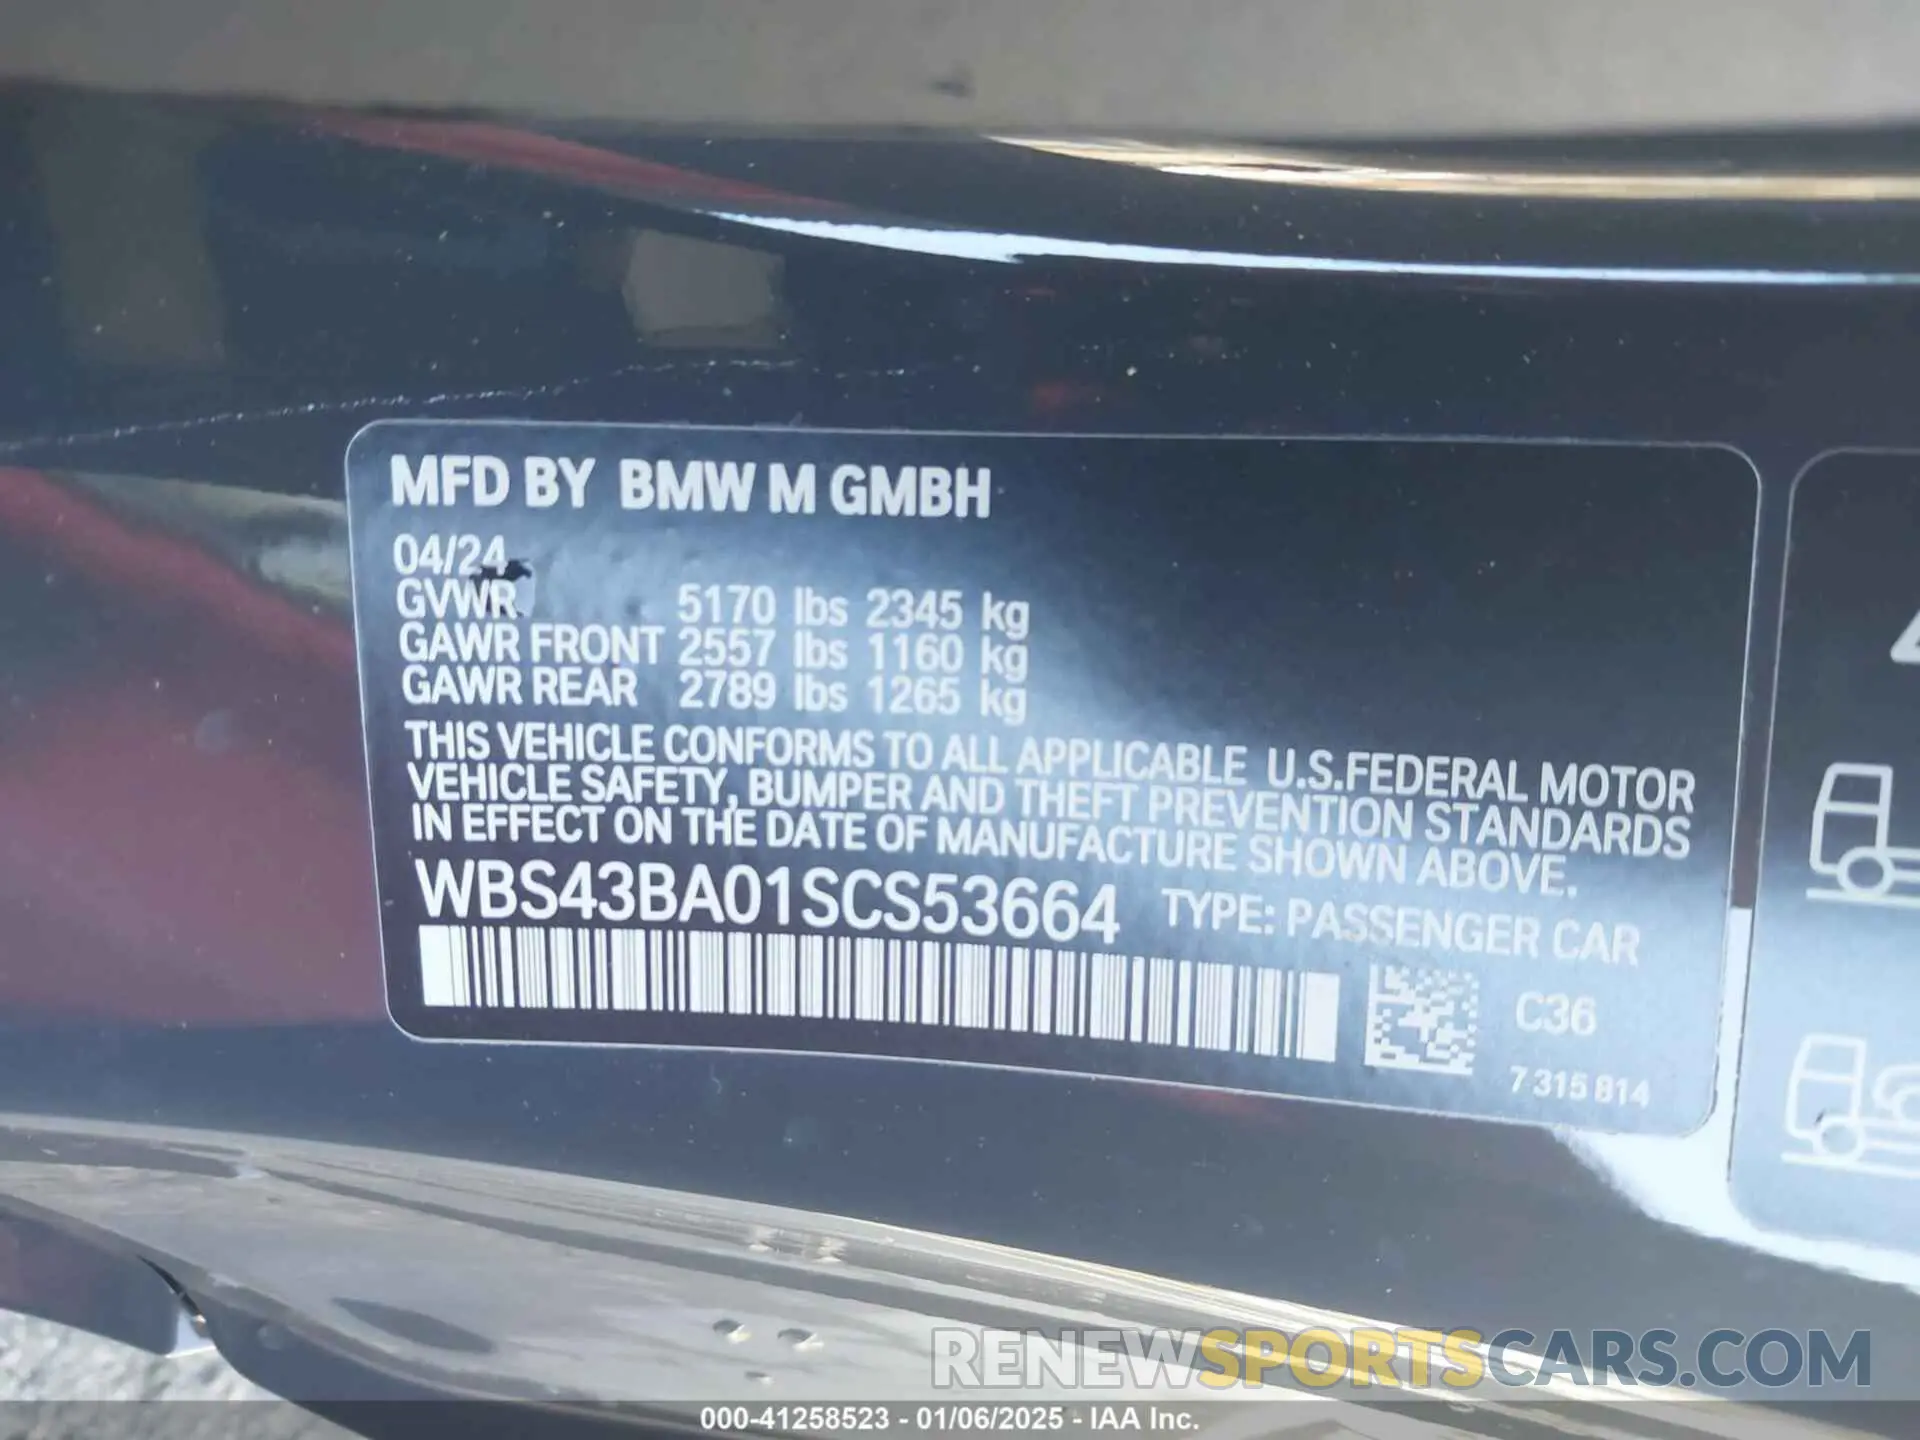 MFD BY BMW M GMBH
04/24
GVWR 5170 lbs 2345 kg
GAWR FRONT 2557 lbs 1160 kg
GAWR REAR 2789 lbs 1265 kg
THIS VEHICLE CONFORMS TO ALL APPLICABLE U.S.FEDERAL MOTOR
VEHICLE SAFETY, BUMPER AND THEFT PREVENTION STANDARDS
IN EFFECT ON THE DATE OF MANUFACTURE SHOWN ABOVE.
WBS43BA01SCS53664 TYPE: PASSENGER CAR
C36
7 315 814
RENEWSPORTSCARS.COM
000-41258523 - 01/06/2025 - IAA Inc.